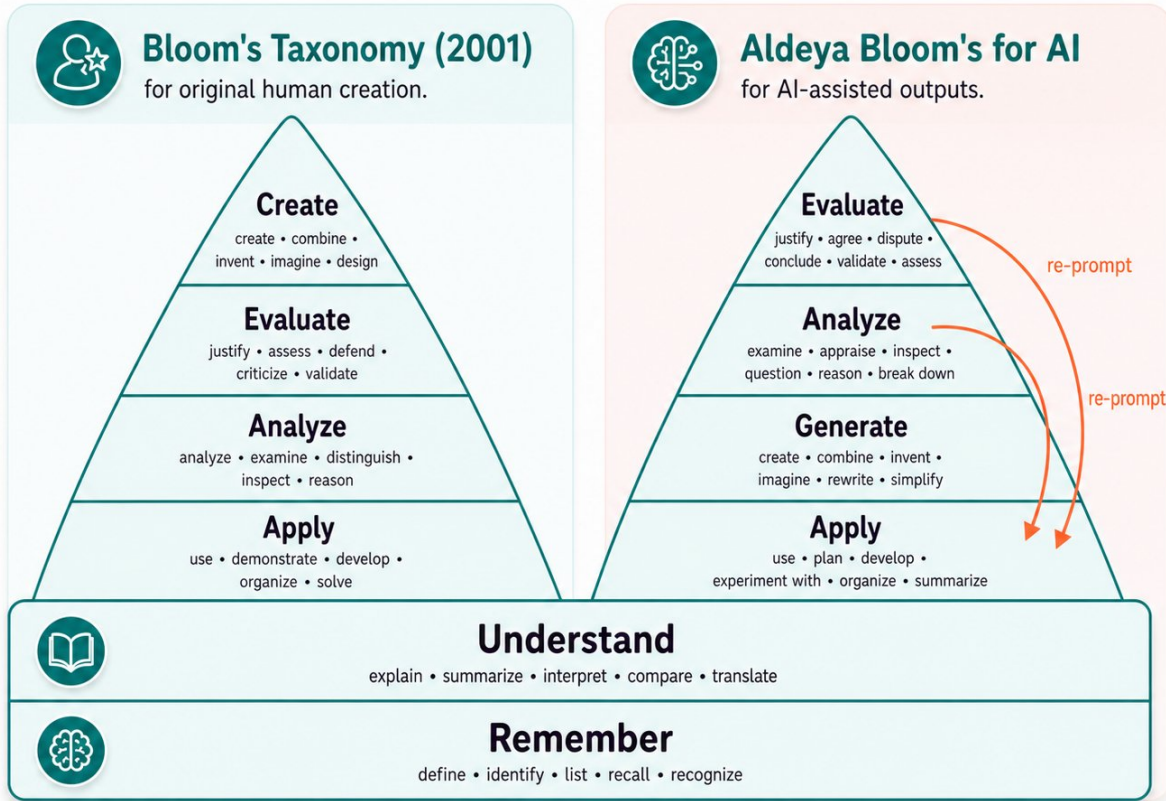 Bloom's Taxonomy (2001)
for original human creation.
Create
create • combine •
invent • imagine • design
Evaluate
justify • assess • defend •
criticize • validate
Analyze
analyze • examine • distinguish •
inspect • reason
Apply
use • demonstrate • develop •
organize • solve
Aldeya Bloom's for AI
for AI-assisted outputs.
Evaluate
justify • agree • dispute •
conclude • validate • assess
re-prompt
Analyze
examine • appraise • inspect •
question • reason • break down
re-prompt
Generate
create • combine • invent •
imagine • rewrite • simplify
Apply
use • plan • develop •
experiment with • organize • summarize
Understand
explain • summarize • interpret • compare • translate
Remember
define • identify • list • recall • recognize